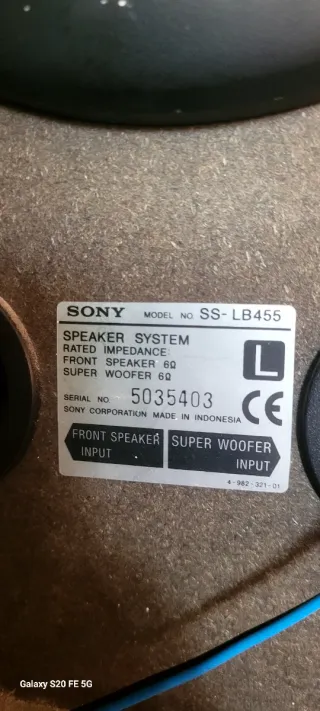 SONY MODEL NO. SS-LB455
SPEAKER SYSTEM
RATED IMPEDANCE:
FRONT SPEAKER 6Ω
SUPER WOOFER 6Ω
L
SERIAL NO. 5035403
SONY CORPORATION MADE IN INDONESIA
CE
FRONT SPEAKER
INPUT
SUPER WOOFER
INPUT
4-982-321-01
Galaxy S20 FE 5G